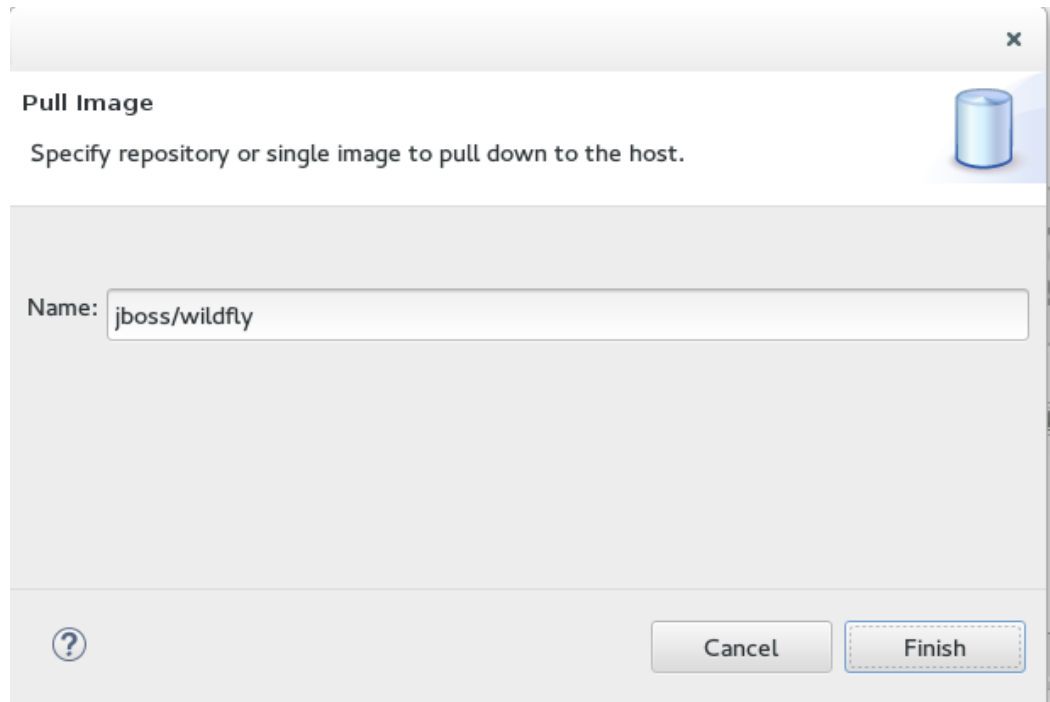 Pull Image
Specify repository or single image to pull down to the host.
Name: jboss/wildfly
Cancel Finish